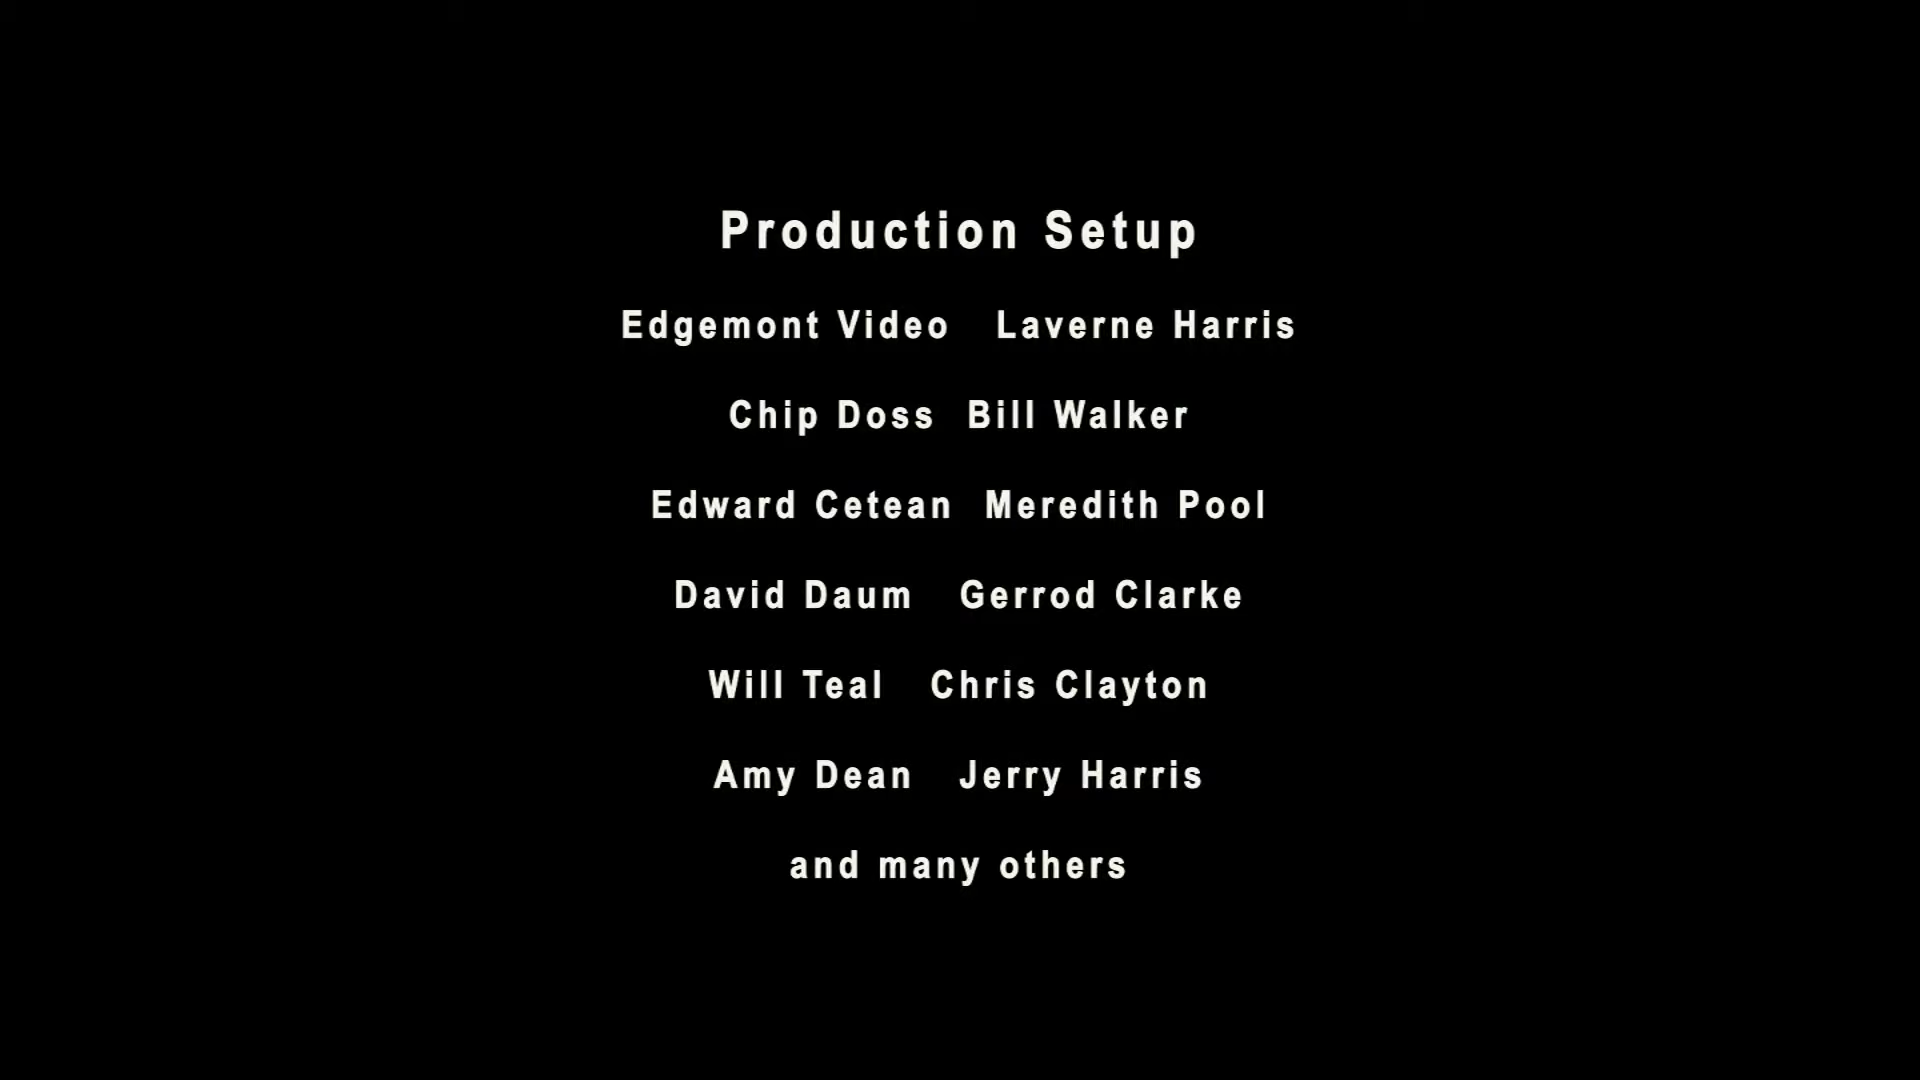 Production Setup
Edgemont Video Laverne Harris
Chip Doss Bill Walker
Edward Cetean Meredith Pool
David Daum Gerrod Clarke
Will Teal Chris Clayton
Amy Dean Jerry Harris
and many others